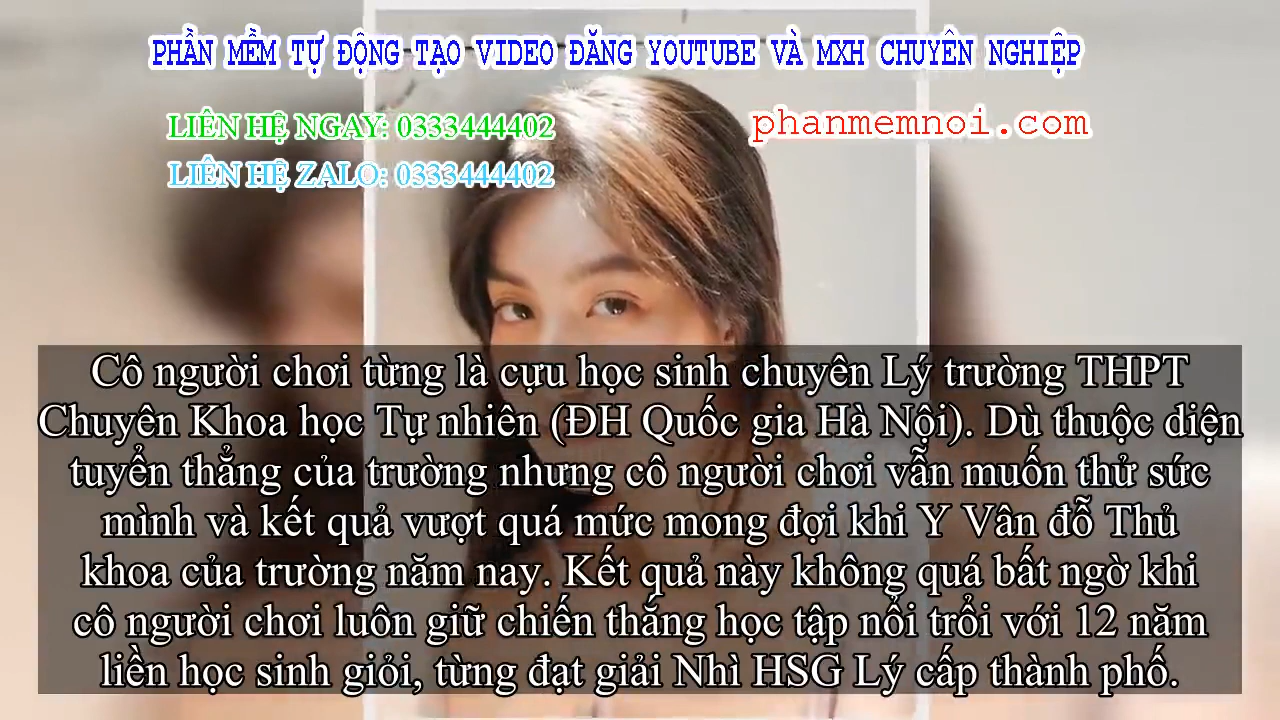 PHẦN MỀM TỰ ĐỘNG TẠO VIDEO ĐĂNG YOUTUBE VÀ MXH CHUYÊN NGHIỆP
LIÊN HỆ NGAY: 0333444402
phanmemnoi.com
LIÊN HỆ ZALO: 0333444402
Cô người chơi từng là cựu học sinh chuyên Lý trường THPT
Chuyên Khoa học Tự nhiên (ĐH Quốc gia Hà Nội). Dù thuộc diện
tuyển thẳng của trường nhưng cô người chơi vẫn muốn thử sức
mình và kết quả vượt quá mức mong đợi khi Y Vân đỗ Thủ
khoa của trường năm nay. Kết quả này không quá bất ngờ khi
cô người chơi luôn giữ chiến thắng học tập nổi trổi với 12 năm
liền học sinh giỏi, từng đạt giải Nhì HSG Lý cấp thành phố.